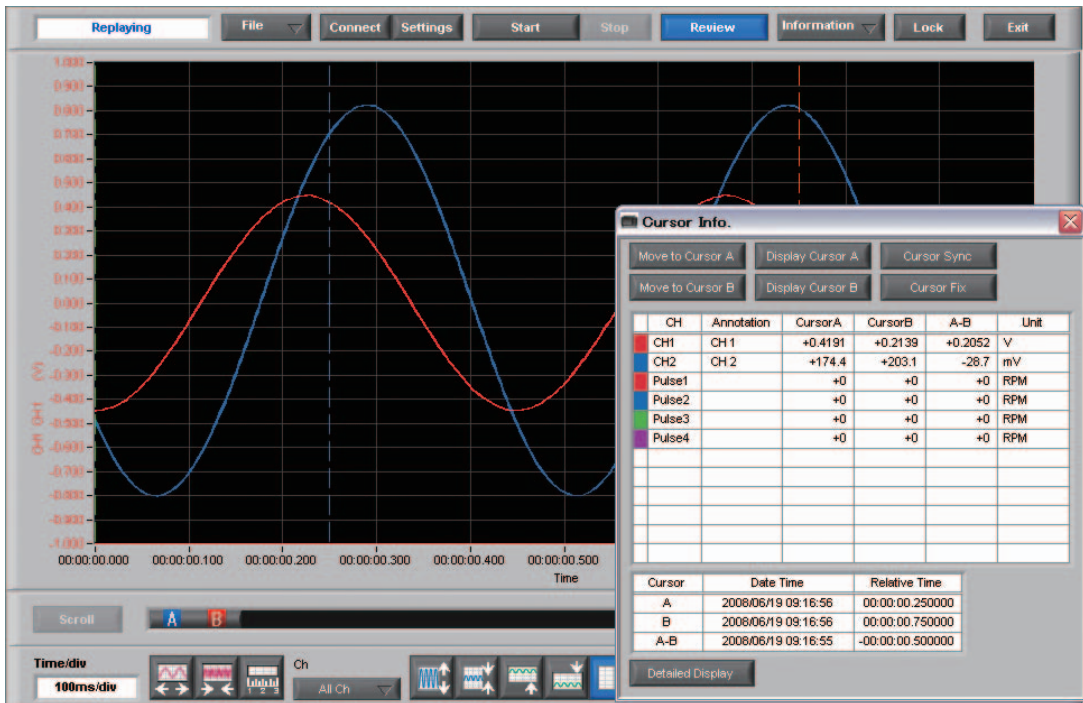 Replaying File Connect Settings Start Stop Review Information Lock Exit
1.000
0.900
0.800
0.700
0.600
0.500
0.400
0.300
0.200
0.100
0.000
-0.100
-0.200
-0.300
-0.400
-0.500
-0.600
-0.700
-0.800
-0.900
-1.000
CH1 CH1 (V)
00:00:00.000 00:00:00.100 00:00:00.200 00:00:00.300 00:00:00.400 00:00:00.500
Time
Cursor Info.
Move to Cursor A Display Cursor A Cursor Sync
Move to Cursor B Display Cursor B Cursor Fix
CH Annotation CursorA CursorB A-B Unit
CH1 CH 1 +0.4191 +0.2139 +0.2052 V
CH2 CH 2 +174.4 +203.1 -28.7 mV
Pulse1 +0 +0 +0 RPM
Pulse2 +0 +0 +0 RPM
Pulse3 +0 +0 +0 RPM
Pulse4 +0 +0 +0 RPM
Cursor Date Time Relative Time
A 2008/06/19 09:16:56 00:00:00.250000
B 2008/06/19 09:16:56 00:00:00.750000
A-B 2008/06/19 09:16:55 -00:00:00.500000
Detailed Display
Scroll A B
Time/div
100ms/div
1 2 3
Ch
All Ch